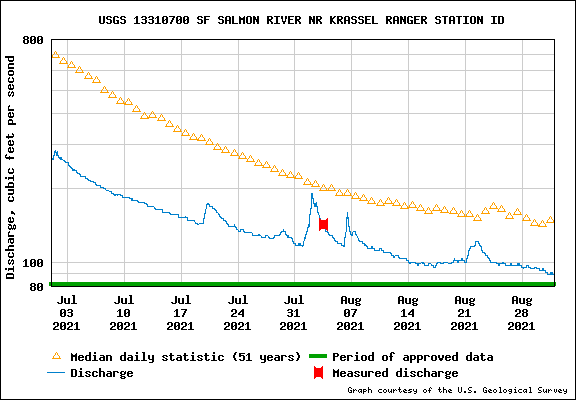 USGS 13310700 SF SALMON RIVER NR KRASSEL RANGER STATION ID
Discharge, cubic feet per second
800
100
80
Jul 03 2021
Jul 10 2021
Jul 17 2021
Jul 24 2021
Jul 31 2021
Aug 07 2021
Aug 14 2021
Aug 21 2021
Aug 28 2021
Median daily statistic (51 years)
Period of approved data
Discharge
Measured discharge
Graph courtesy of the U.S. Geological Survey